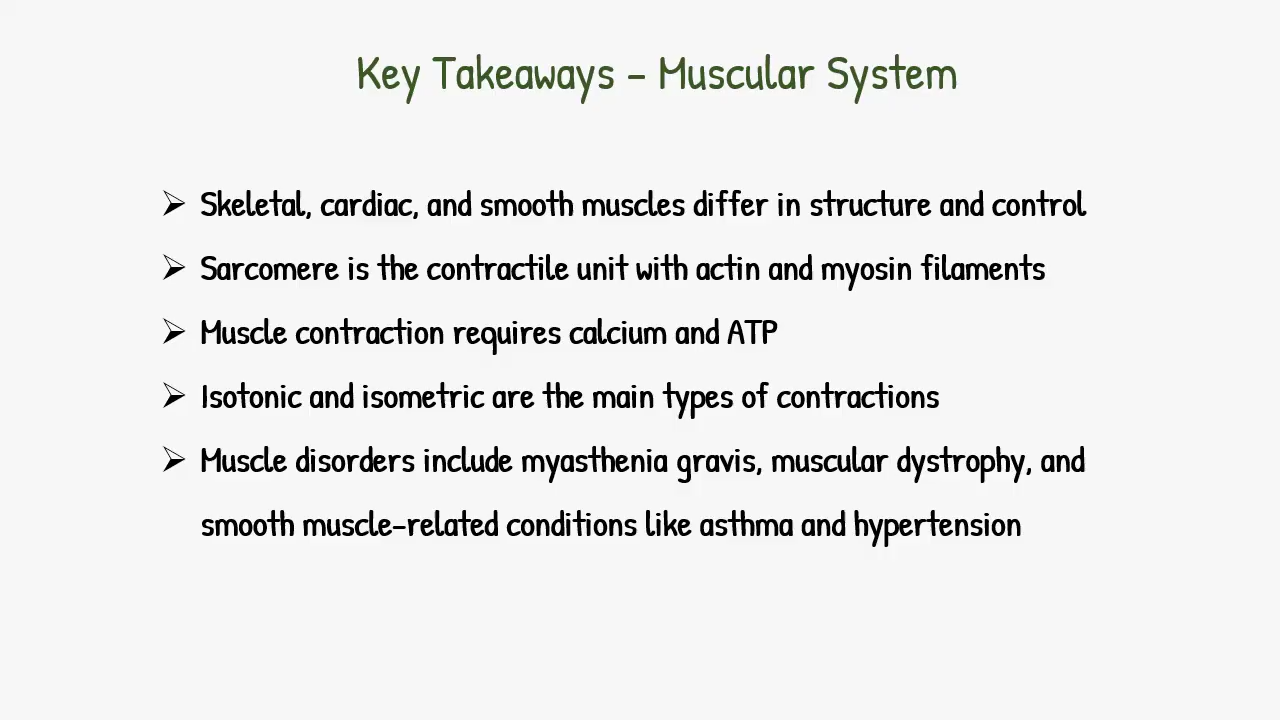 Key Takeaways – Muscular System
➢ Skeletal, cardiac, and smooth muscles differ in structure and control
➢ Sarcomere is the contractile unit with actin and myosin filaments
➢ Muscle contraction requires calcium and ATP
➢ Isotonic and isometric are the main types of contractions
➢ Muscle disorders include myasthenia gravis, muscular dystrophy, and
smooth muscle-related conditions like asthma and hypertension